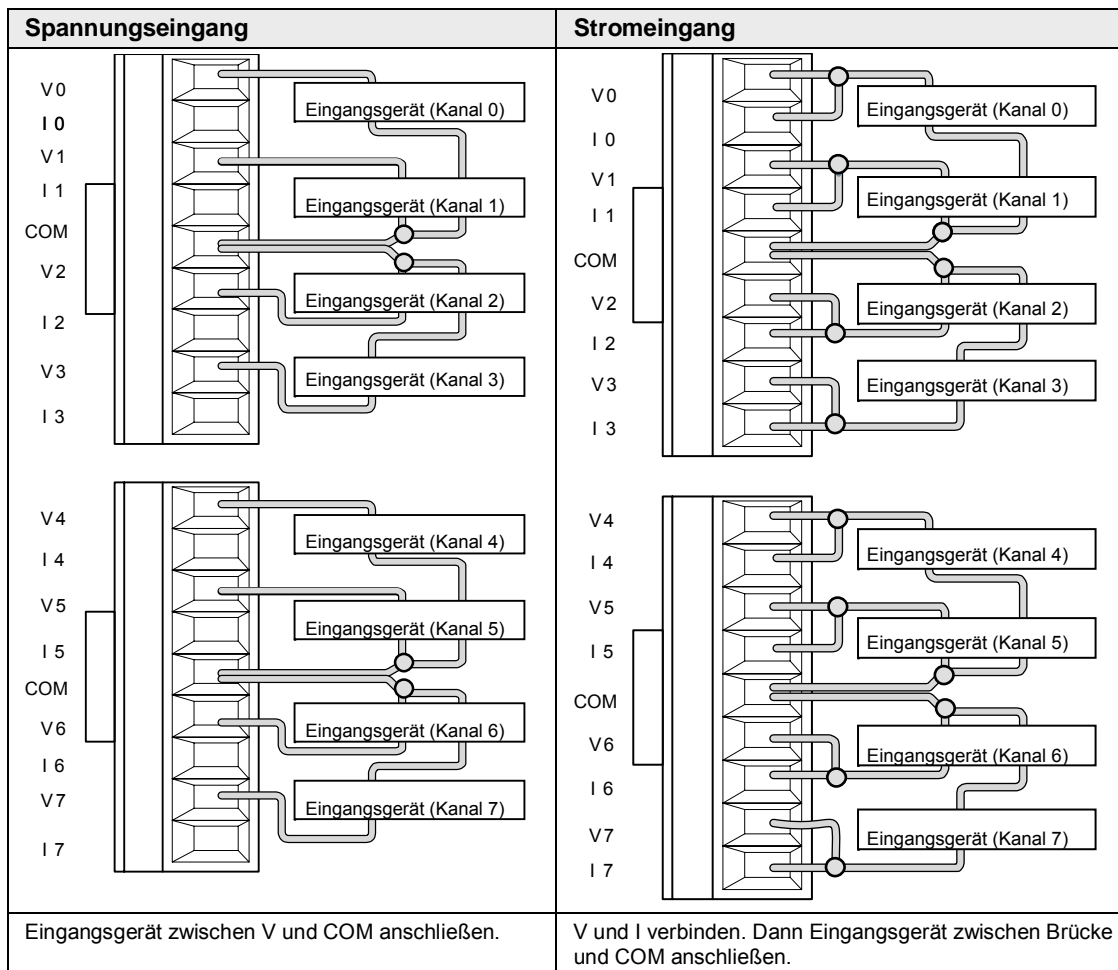 Spannungseingang
Stromeingang
V0
I 0
V1
I 1
COM
V2
I 2
V3
I 3
Eingangsgerät (Kanal 0)
Eingangsgerät (Kanal 1)
Eingangsgerät (Kanal 2)
Eingangsgerät (Kanal 3)
V0
I 0
V1
I 1
COM
V2
I 2
V3
I 3
Eingangsgerät (Kanal 0)
Eingangsgerät (Kanal 1)
Eingangsgerät (Kanal 2)
Eingangsgerät (Kanal 3)
V4
I 4
V5
I 5
COM
V6
I 6
V7
I 7
Eingangsgerät (Kanal 4)
Eingangsgerät (Kanal 5)
Eingangsgerät (Kanal 6)
Eingangsgerät (Kanal 7)
V4
I 4
V5
I 5
COM
V6
I 6
V7
I 7
Eingangsgerät (Kanal 4)
Eingangsgerät (Kanal 5)
Eingangsgerät (Kanal 6)
Eingangsgerät (Kanal 7)
Eingangsgerät zwischen V und COM anschließen.
V und I verbinden. Dann Eingangsgerät zwischen Brücke
und COM anschließen.